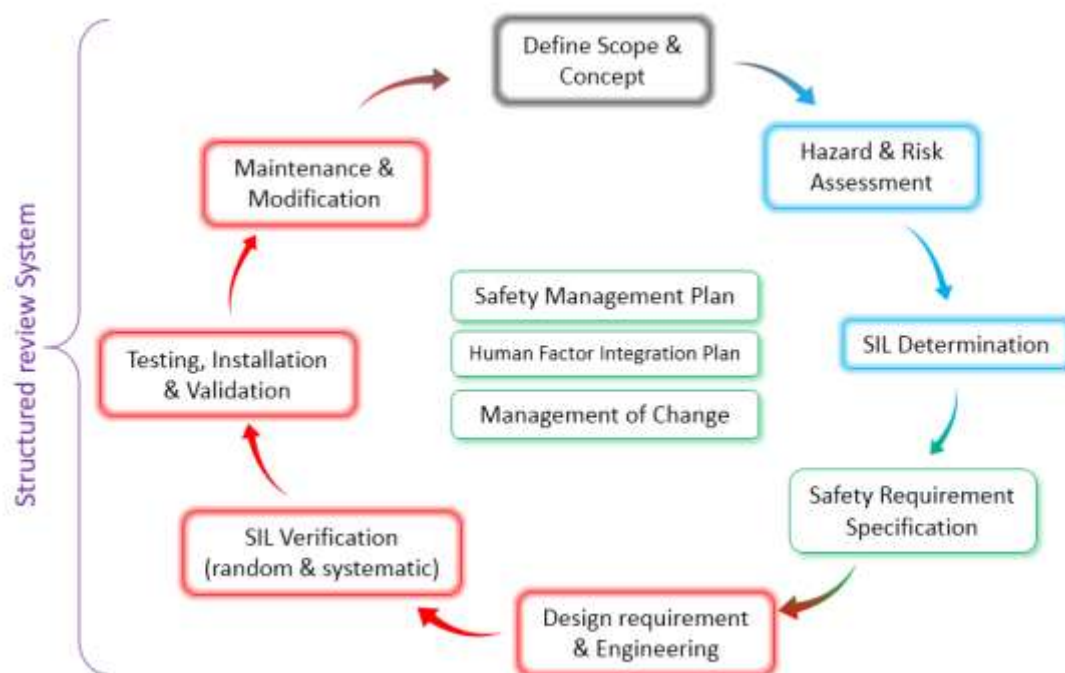 Structured review System
Define Scope &
Concept
Hazard & Risk
Assessment
SIL Determination
Safety Requirement
Specification
Design requirement
& Engineering
SIL Verification
(random & systematic)
Testing, Installation
& Validation
Maintenance &
Modification
Safety Management Plan
Human Factor Integration Plan
Management of Change